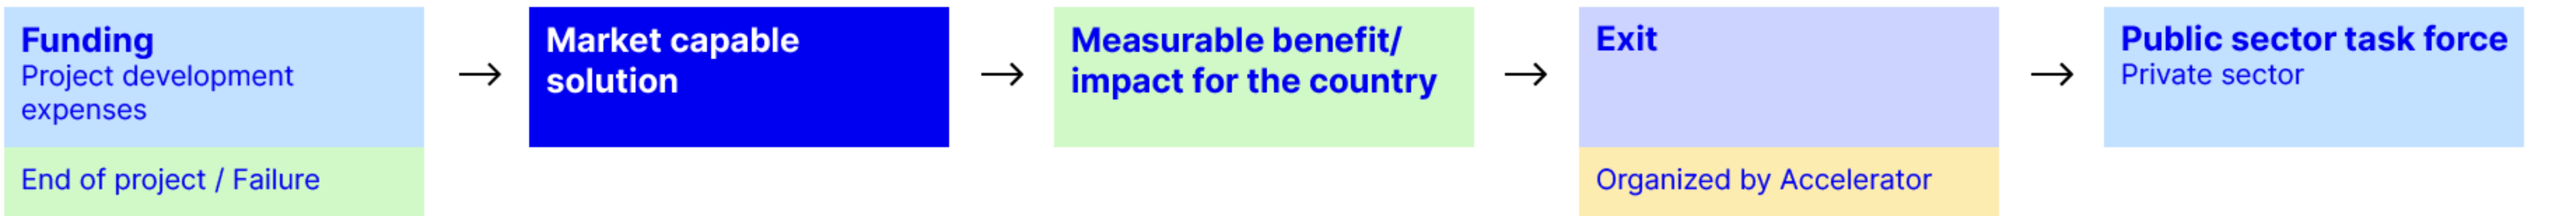 Funding
Project development
expenses
End of project / Failure
→
Market capable
solution
→
Measurable benefit/
impact for the country
→
Exit
Organized by Accelerator
→
Public sector task force
Private sector